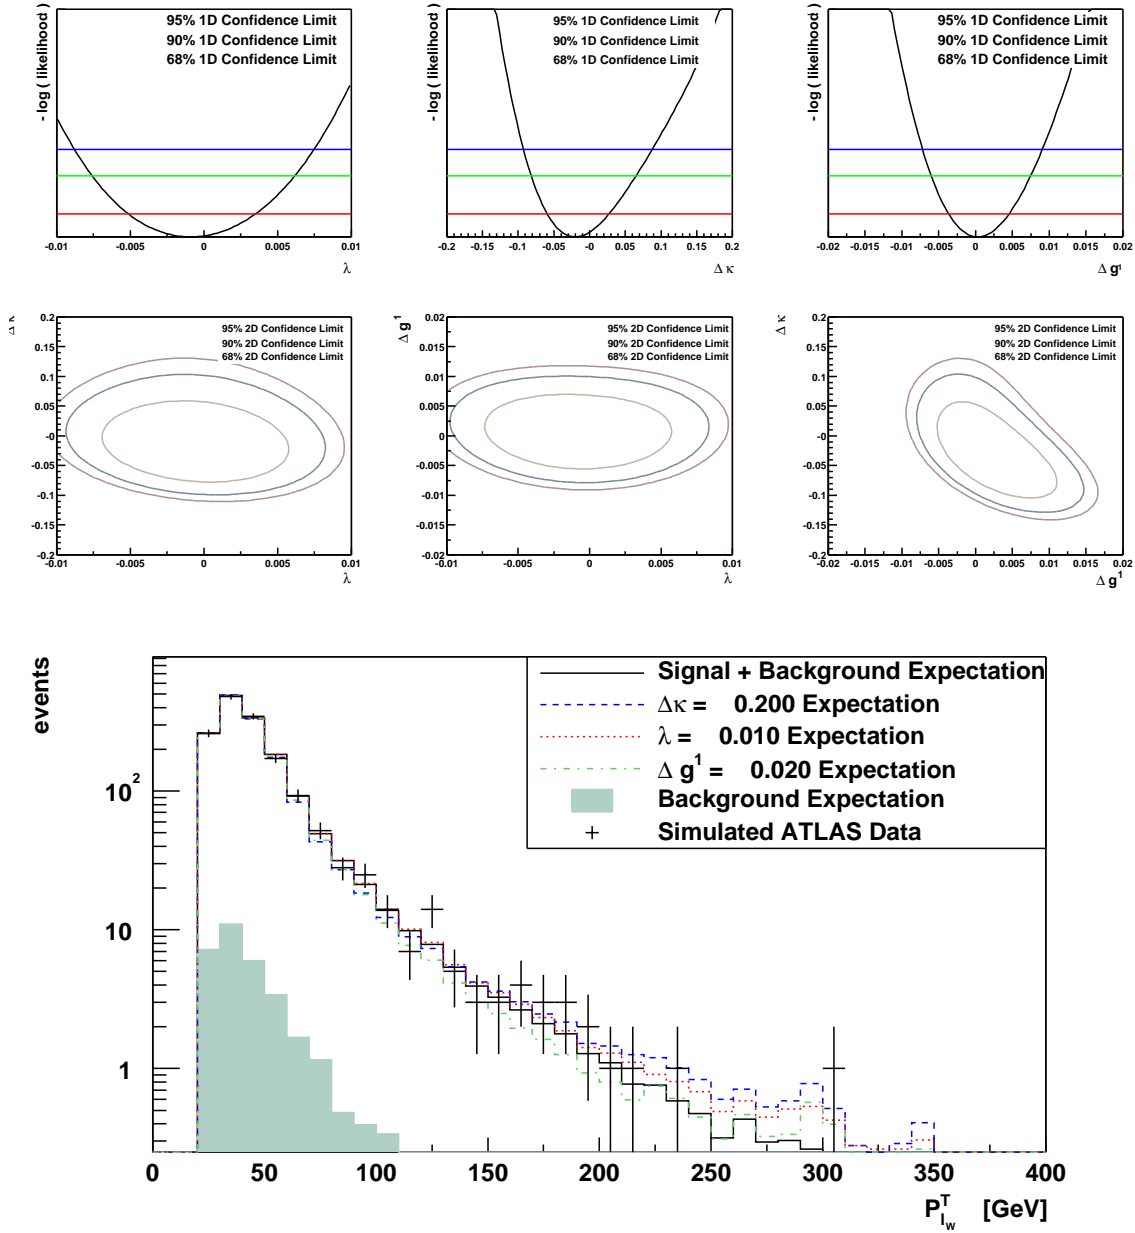 - log ( likelihood )
95% 1D Confidence Limit
90% 1D Confidence Limit
68% 1D Confidence Limit
-0.01 -0.005 0 0.005 0.01
λ
- log ( likelihood )
95% 1D Confidence Limit
90% 1D Confidence Limit
68% 1D Confidence Limit
-0.2 -0.15 -0.1 -0.05 -0 0.05 0.1 0.15 0.2
Δ κ
- log ( likelihood )
95% 1D Confidence Limit
90% 1D Confidence Limit
68% 1D Confidence Limit
-0.02 -0.015 -0.01 -0.005 0 0.005 0.01 0.015 0.02
Δ g¹
Δ κ
95% 2D Confidence Limit
90% 2D Confidence Limit
68% 2D Confidence Limit
0.2
0.15
0.1
0.05
-0
-0.05
-0.1
-0.15
-0.2
-0.01 -0.005 0 0.005 0.01
λ
Δ g¹
95% 2D Confidence Limit
90% 2D Confidence Limit
68% 2D Confidence Limit
0.02
0.015
0.01
0.005
0
-0.005
-0.01
-0.015
-0.02
-0.01 -0.005 0 0.005 0.01
λ
Δ κ
95% 2D Confidence Limit
90% 2D Confidence Limit
68% 2D Confidence Limit
0.2
0.15
0.1
0.05
-0
-0.05
-0.1
-0.15
-0.2
-0.02 -0.015 -0.01 -0.005 0 0.005 0.01 0.015 0.02
Δ g¹
events
Signal + Background Expectation
Δκ = 0.200 Expectation
λ = 0.010 Expectation
Δ g¹ = 0.020 Expectation
Background Expectation
Simulated ATLAS Data
10²
10
1
0 50 100 150 200 250 300 350 400
P^T_l_w [GeV]